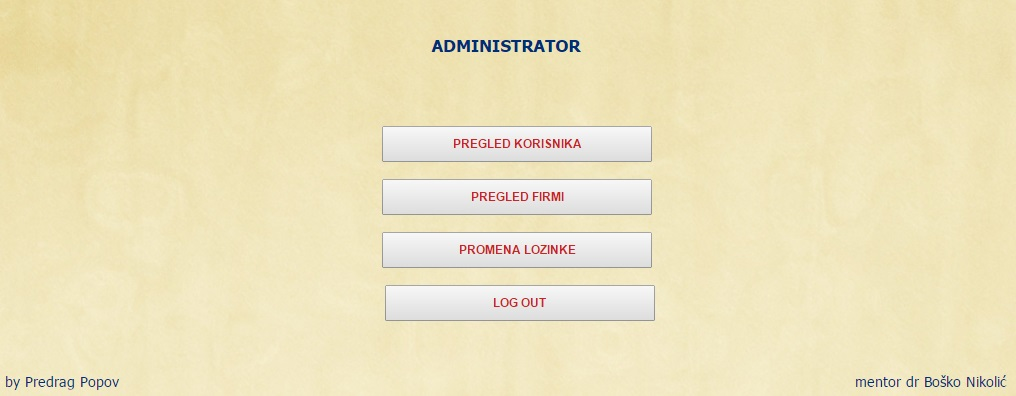 ADMINISTRATOR
PREGLED KORISNIKA
PREGLED FIRMI
PROMENA LOZINKE
LOG OUT
by Predrag Popov
mentor dr Boško Nikolić